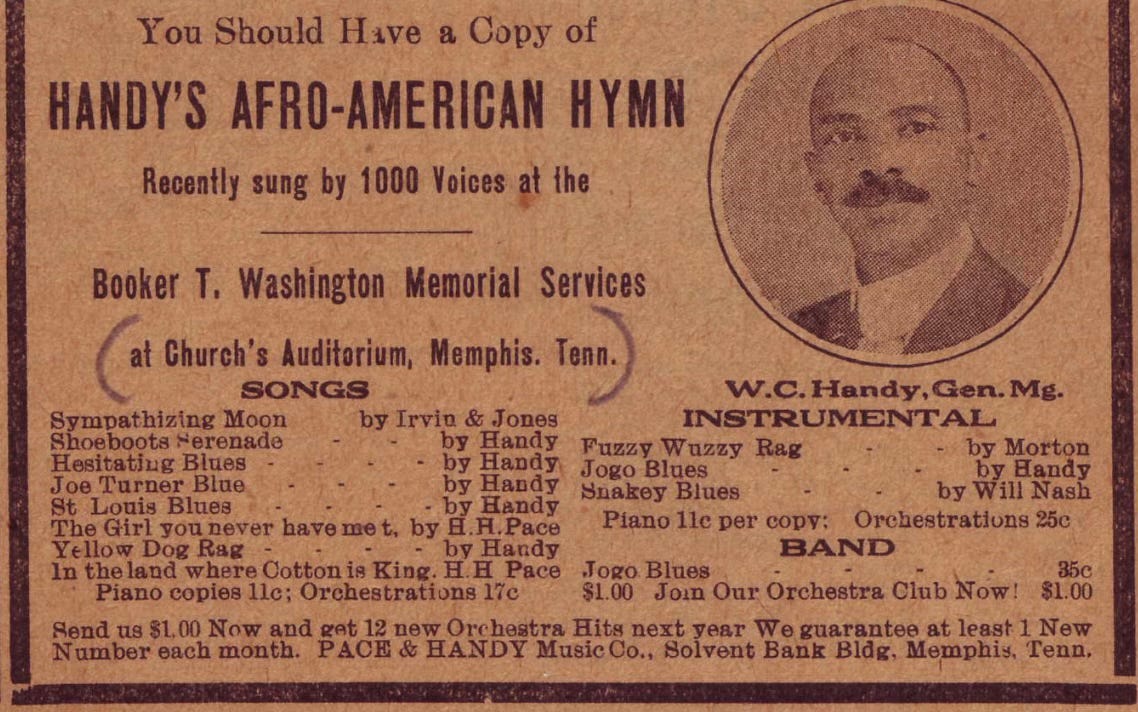 You Should Have a Copy of
HANDY'S AFRO-AMERICAN HYMN
Recently sung by 1000 Voices at the
Booker T. Washington Memorial Services
at Church's Auditorium, Memphis. Tenn.
W.C. Handy, Gen. Mg.
SONGS
Sympathizing Moon by Irvin & Jones
Shoeboots Serenade - - by Handy
Hesitating Blues - - - - by Handy
Joe Turner Blue - - - by Handy
St Louis Blues - - - - by Handy
The Girl you never have met, by H.H. Pace
Yellow Dog Rag - - - - by Handy
In the land where Cotton is King. H.H Pace
Piano copies 11c; Orchestrations 17c
INSTRUMENTAL
Fuzzy Wuzzy Rag - - by Morton
Jogo Blues - - - by Handy
Snakey Blues - - by Will Nash
Piano 11c per copy; Orchestrations 25c
BAND
Jogo Blues - - - - 35c
$1.00 Join Our Orchestra Club Now! $1.00
Send us $1.00 Now and get 12 new Orchestra Hits next year We guarantee at least 1 New
Number each month. PACE & HANDY Music Co., Solvent Bank Bldg, Memphis, Tenn.